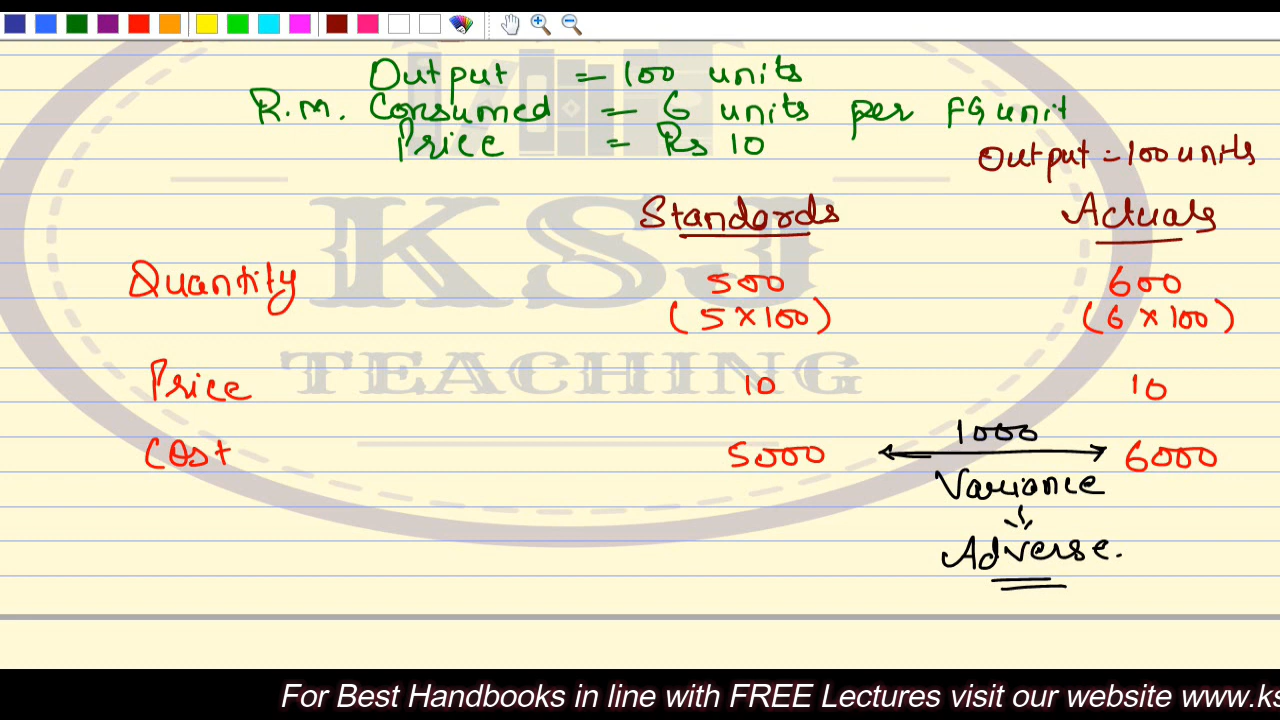 Output = 100 units
R.M. Consumed = 6 units per FG unit
Price = Rs 10
Output = 100 units
Standards Actuals
Quantity 500 600
(5 × 100) (6 × 100)
Price 10 10
Cost 5000 1000 6000
Variance
Adverse.
KSJ
TEACHING
For Best Handbooks in line with FREE Lectures visit our website www.ks